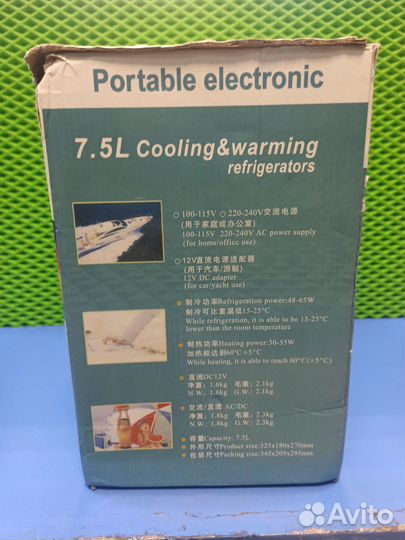 Portable electronic
7.5L Cooling&warming
refrigerators
100-115V 220-240V交流电源
(用于家庭或办公室)
100-115V 220-240V AC power supply
(for home/officc use)
12V直流电源适配器
(用于汽车/游艇)
12V DC adapter
(for car/yacht use)
制冷功率Refrigeration power:48-65W
制冷可比室温低15-25°C
While refrigeration, it is able to be 15-25°C
lower than the room temperature
制热功率Heating power:30-55W
加热能达到60°C±5°C
While heating, it is able to reach 60°C(±5°C)
直流DC12V
净重: 1.6kg 毛重: 2.1kg
N.W.: 1.6kg G.W.: 2.1kg
交流/直流 AC/DC
净重: 1.8kg 毛重: 2.3kg
N.W.: 1.8kg G.W.: 2.3kg
容量Capacity: 7.5L
外形尺寸Product size:325x180x270mm
包装尺寸Packing size:345x205x295mm
Avito